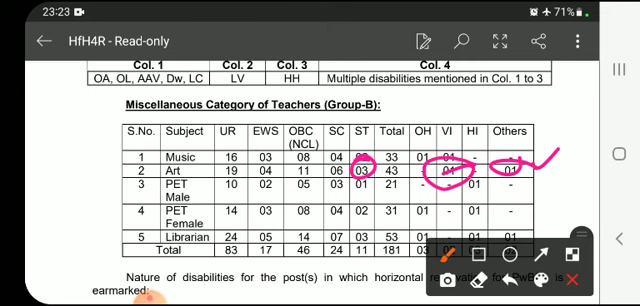 23:23 71%
HfH4R - Read-only
Col. 1 Col. 2 Col. 3 Col. 4
OA, OL, AAV, Dw, LC LV HH Multiple disabilities mentioned in Col. 1 to 3
Miscellaneous Category of Teachers (Group-B):
S.No. Subject UR EWS OBC SC ST Total OH VI HI Others
(NCL)
1 Music 16 03 08 04 33 01 01 - -
2 Art 19 04 11 06 03 43 - 01 - 01
3 PET 10 02 05 03 01 21 - - 01 -
Male
4 PET 14 03 08 04 02 31 01 - 01 -
Female
5 Librarian 24 05 14 07 03 53 01 - 01 01
Total 83 17 46 24 11 181 03
Nature of disabilities for the post(s) in which horizontal is
earmarked: